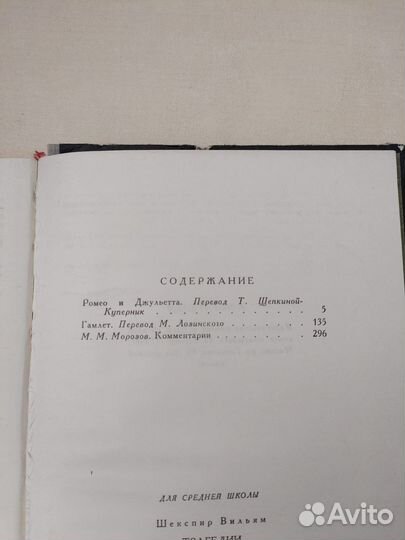 СОДЕРЖАНИЕ
Ромео и Джульетта. Перевод Т. Щепкиной-
Куперник . . . . . . . . . . . . . 5
Гамлет. Перевод М. Лозинского . . . . . . . 135
М. М. Морозов. Комментарии . . . . . . . 296
ДЛЯ СРЕДНЕЙ ШКОЛЫ
Шекспир Вильям
ТРАГЕДИИ
Avito